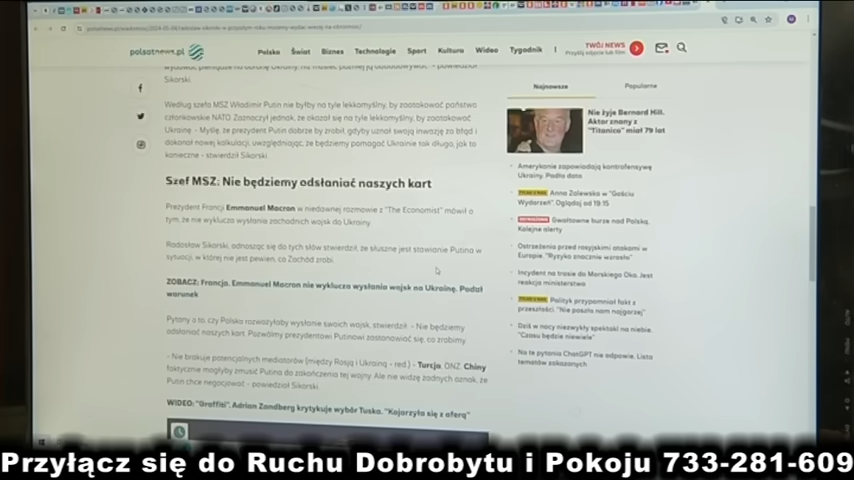 polsatnews.pl
Polska Świat Biznes Technologie Sport Kultura Wideo Tygodnik
TWÓJ NEWS
Przyślij zdjęcie lub film
Sikorski.
Według szefa MSZ Władimir Putin nie byłby na tyle lekkomyślny, by zaatakować państwo
członkowskie NATO. Zaznaczył jednak, że okazał się na tyle lekkomyślny, by zaatakować
Ukrainę. - Myślę, że prezydent Putin dobrze by zrobił, gdyby uznał swoją inwazję za błąd i
dokonał nowej kalkulacji, uwzględniając, że będziemy pomagać Ukrainie tak długo, jak to
konieczne - stwierdził Sikorski.
Szef MSZ: Nie będziemy odsłaniać naszych kart
Prezydent Francji Emmanuel Macron w niedawnej rozmowie z "The Economist" mówił o
tym, że nie wyklucza wysłania zachodnich wojsk do Ukrainy.
Radosław Sikorski, odnosząc się do tych słów stwierdził, że słuszne jest stawianie Putina w
sytuacji, w której nie jest pewien, co Zachód zrobi.
ZOBACZ: Francja. Emmanuel Macron nie wyklucza wysłania wojsk na Ukrainę. Podał
warunek
Pytany o to, czy Polska rozważałaby wysłanie swoich wojsk, stwierdził: - Nie będziemy
odsłaniać naszych kart. Pozwólmy prezydentowi Putinowi zastanawiać się, co zrobimy.
- Nie brakuje potencjalnych mediatorów (między Rosją i Ukrainą - red.) - Turcja, ONZ. Chiny
faktycznie mogłyby zmusić Putina do zakończenia tej wojny. Ale nie widzę żadnych oznak, że
Putin chce negocjować - powiedział Sikorski.
WIDEO: "Graffiti". Adrian Zandberg krytykuje wybór Tuska. "Kojarzyła się z aferą"
Najnowsze Popularne
Nie żyje Bernard Hill.
Aktor znany z
"Titanica" miał 79 lat
Amerykanie zapowiadają kontrofensywę
Ukrainy. Padła data
Anna Zalewska w "Gościu
Wydarzeń". Oglądaj od 19:15
Gwałtowne burze nad Polską.
Kolejne alerty
Ostrzeżenia przed rosyjskimi atakami w
Europie. "Ryzyko znacznie wzrosło"
Incydent na trasie do Morskiego Oka. Jest
reakcja ministerstwa
Polityk przypomniał fakt z
przeszłości. "Nie poszło nam najgorzej"
Dziś w nocy niezwykły spektakl na niebie.
"Czasu będzie niewiele"
Na te pytania ChatGPT nie odpowie. Lista
tematów zakazanych
Przyłącz się do Ruchu Dobrobytu i Pokoju 733-281-609